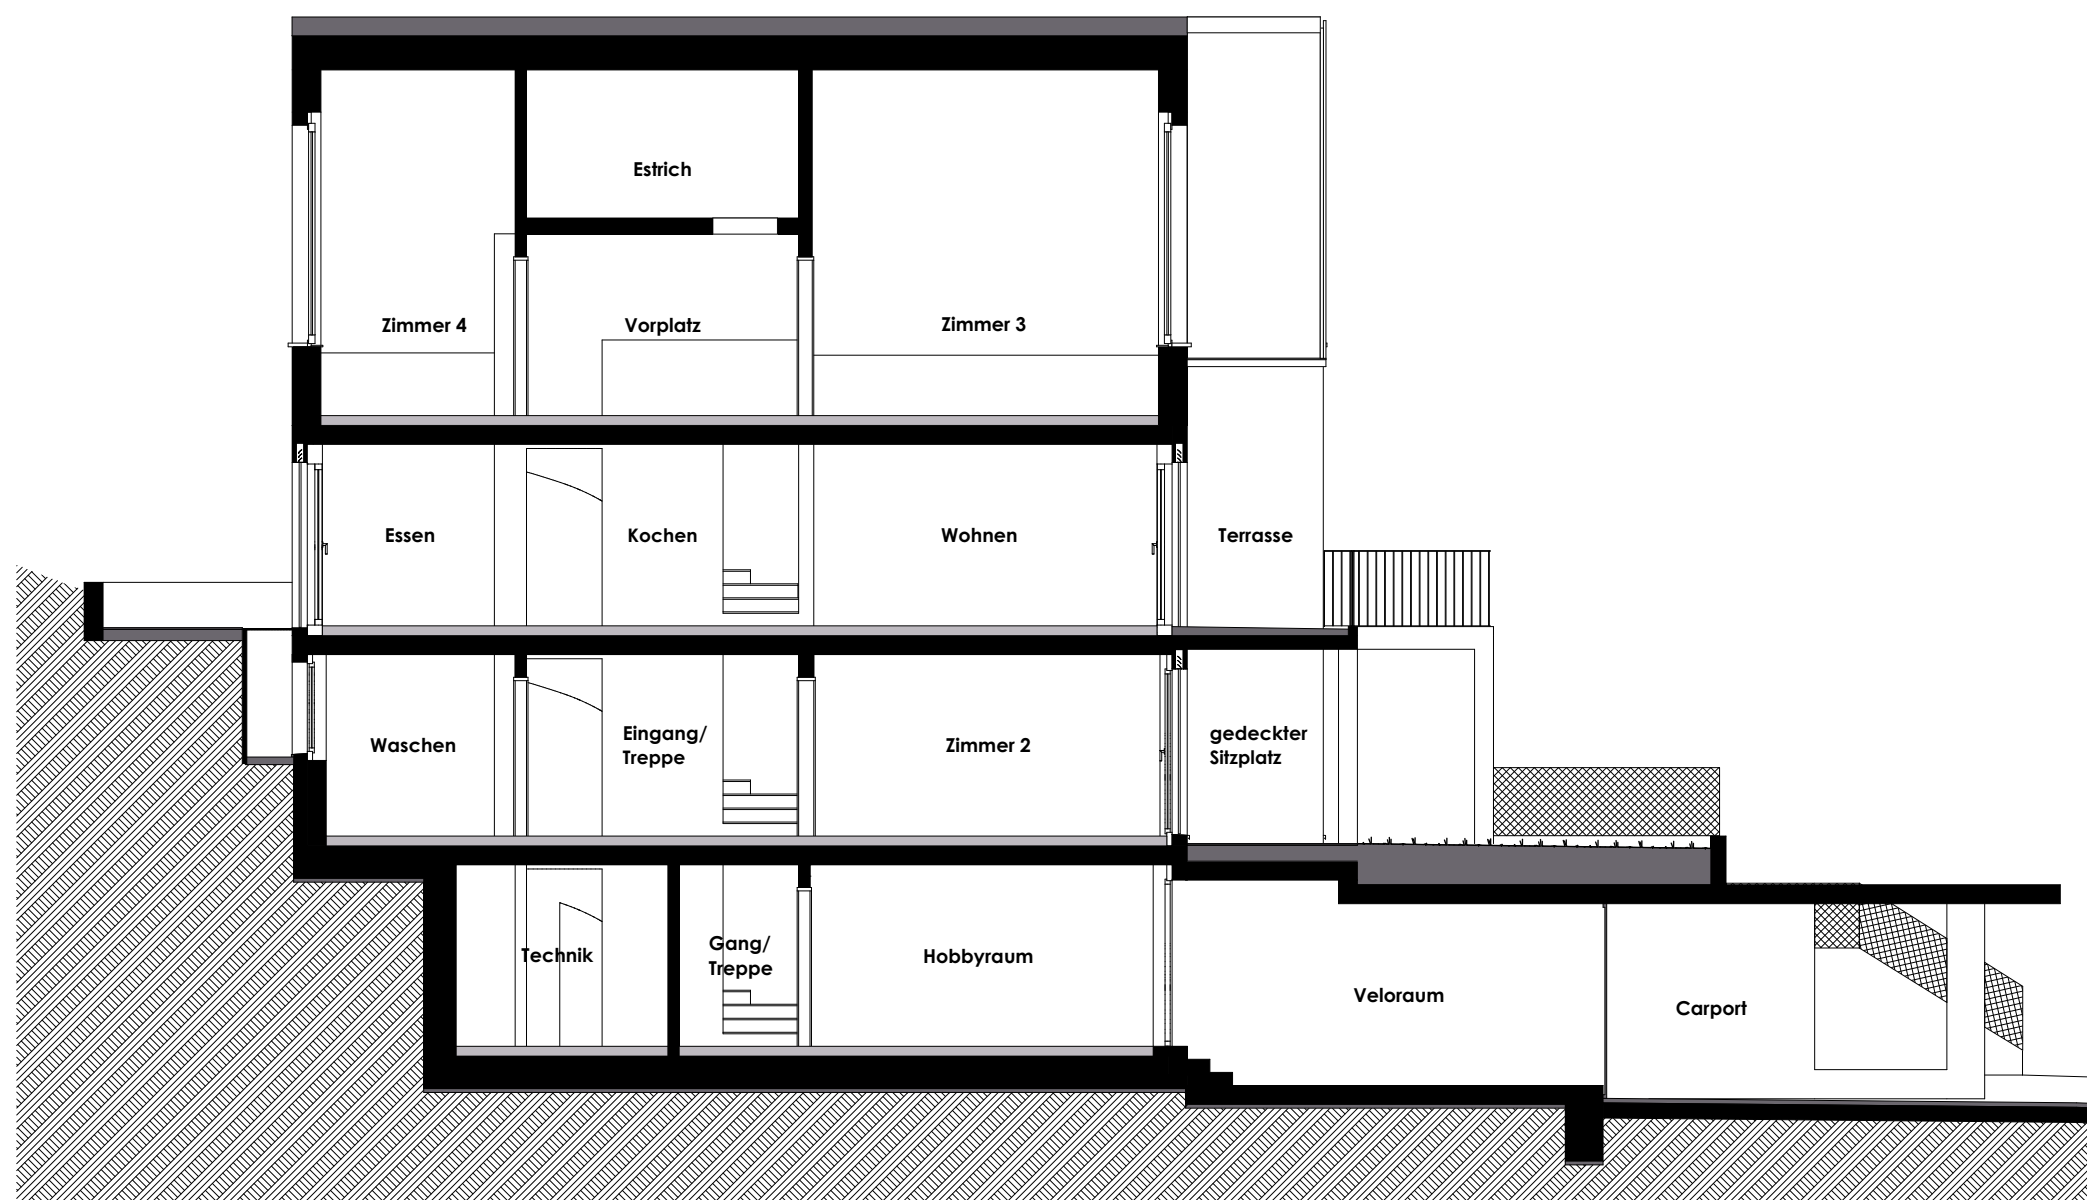 Estrich
Zimmer 4
Vorplatz
Zimmer 3
Essen
Kochen
Wohnen
Terrasse
Waschen
Eingang/
Treppe
Zimmer 2
gedeckter
Sitzplatz
Technik
Gang/
Treppe
Hobbyraum
Veloraum
Carport